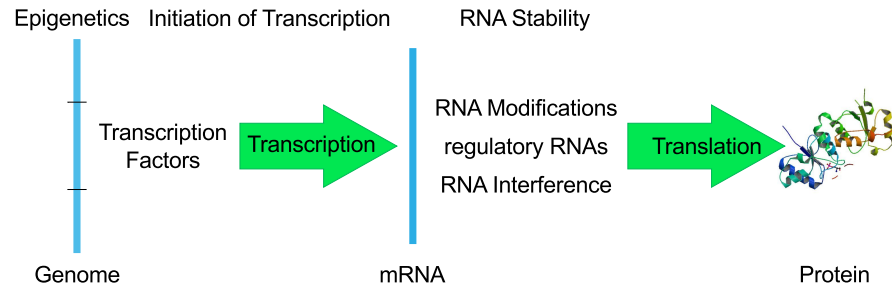 Epigenetics
Initiation of Transcription
RNA Stability
Transcription
Factors
Transcription
RNA Modifications
regulatory RNAs
RNA Interference
Translation
Genome
mRNA
Protein